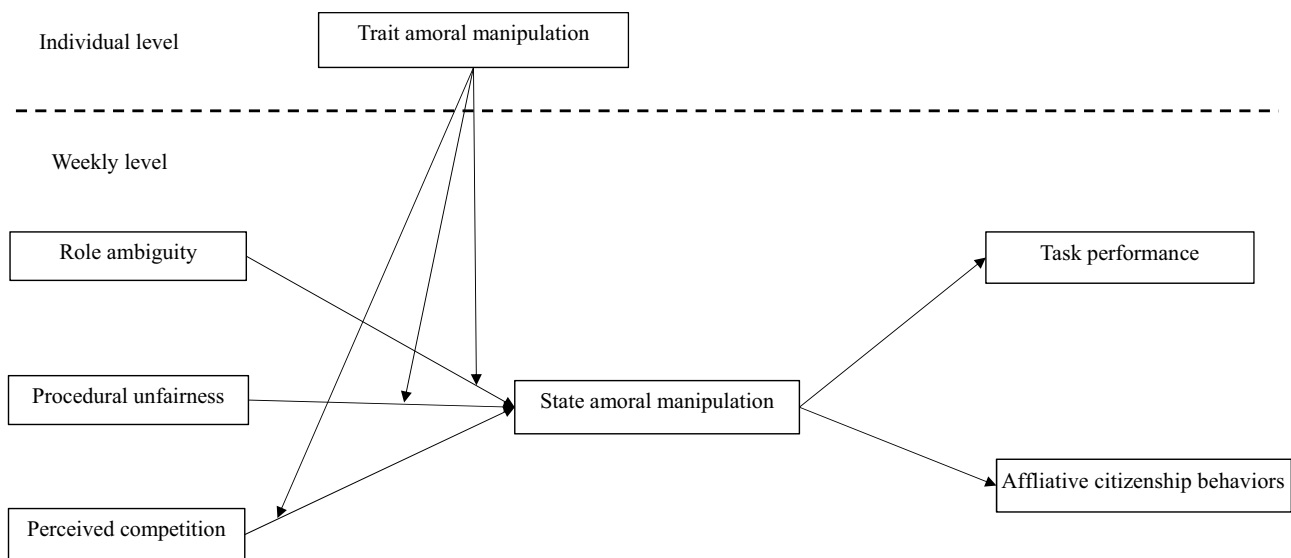 Individual level
Trait amoral manipulation
Weekly level
Role ambiguity
Task performance
Procedural unfairness
State amoral manipulation
Affliative citizenship behaviors
Perceived competition